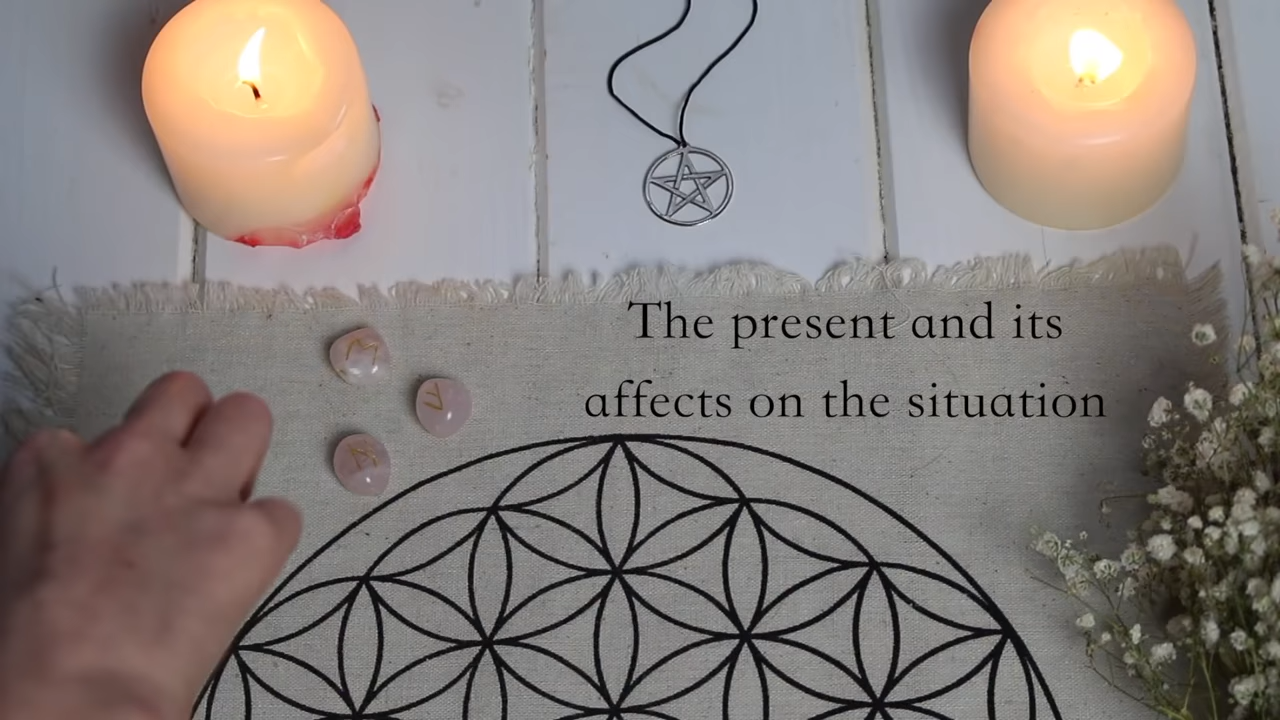 The present and its
affects on the situation